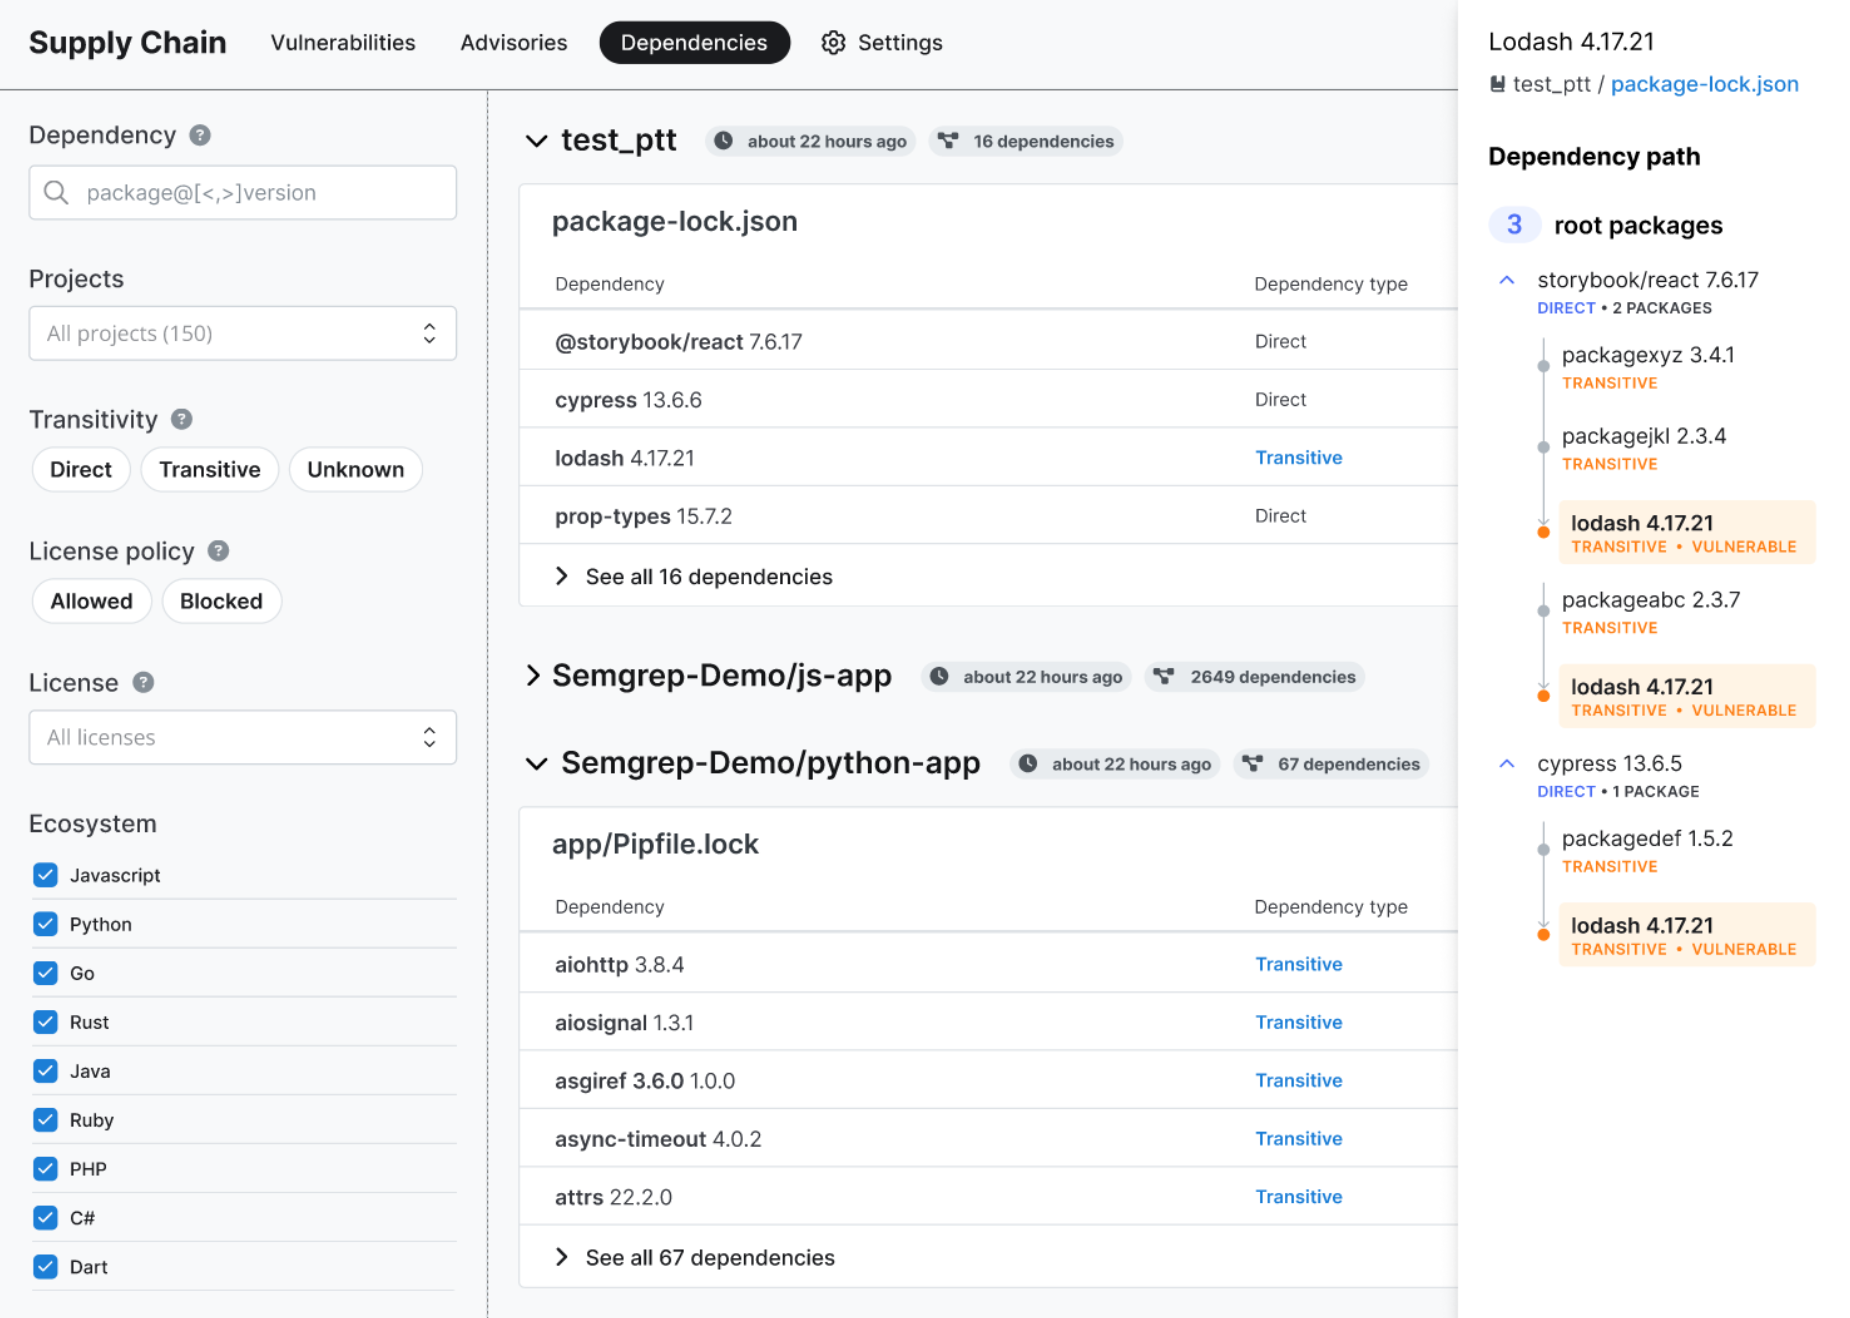 Supply Chain
Vulnerabilities
Advisories
Dependencies
Settings
Dependency ?
package@[<,>]version
Projects
All projects (150)
Transitivity ?
Direct
Transitive
Unknown
License policy ?
Allowed
Blocked
License ?
All licenses
Ecosystem
Javascript
Python
Go
Rust
Java
Ruby
PHP
C#
Dart
test_ptt
about 22 hours ago
16 dependencies
package-lock.json
Dependency
Dependency type
@storybook/react 7.6.17
Direct
cypress 13.6.6
Direct
lodash 4.17.21
Transitive
prop-types 15.7.2
Direct
See all 16 dependencies
Semgrep-Demo/js-app
about 22 hours ago
2649 dependencies
Semgrep-Demo/python-app
about 22 hours ago
67 dependencies
app/Pipfile.lock
Dependency
Dependency type
aiohttp 3.8.4
Transitive
aiosignal 1.3.1
Transitive
asgiref 3.6.0 1.0.0
Transitive
async-timeout 4.0.2
Transitive
attrs 22.2.0
Transitive
See all 67 dependencies
Lodash 4.17.21
test_ptt / package-lock.json
Dependency path
3 root packages
storybook/react 7.6.17
DIRECT • 2 PACKAGES
packagexyz 3.4.1
TRANSITIVE
packagejkl 2.3.4
TRANSITIVE
lodash 4.17.21
TRANSITIVE • VULNERABLE
packageabc 2.3.7
TRANSITIVE
lodash 4.17.21
TRANSITIVE • VULNERABLE
cypress 13.6.5
DIRECT • 1 PACKAGE
packagedef 1.5.2
TRANSITIVE
lodash 4.17.21
TRANSITIVE • VULNERABLE